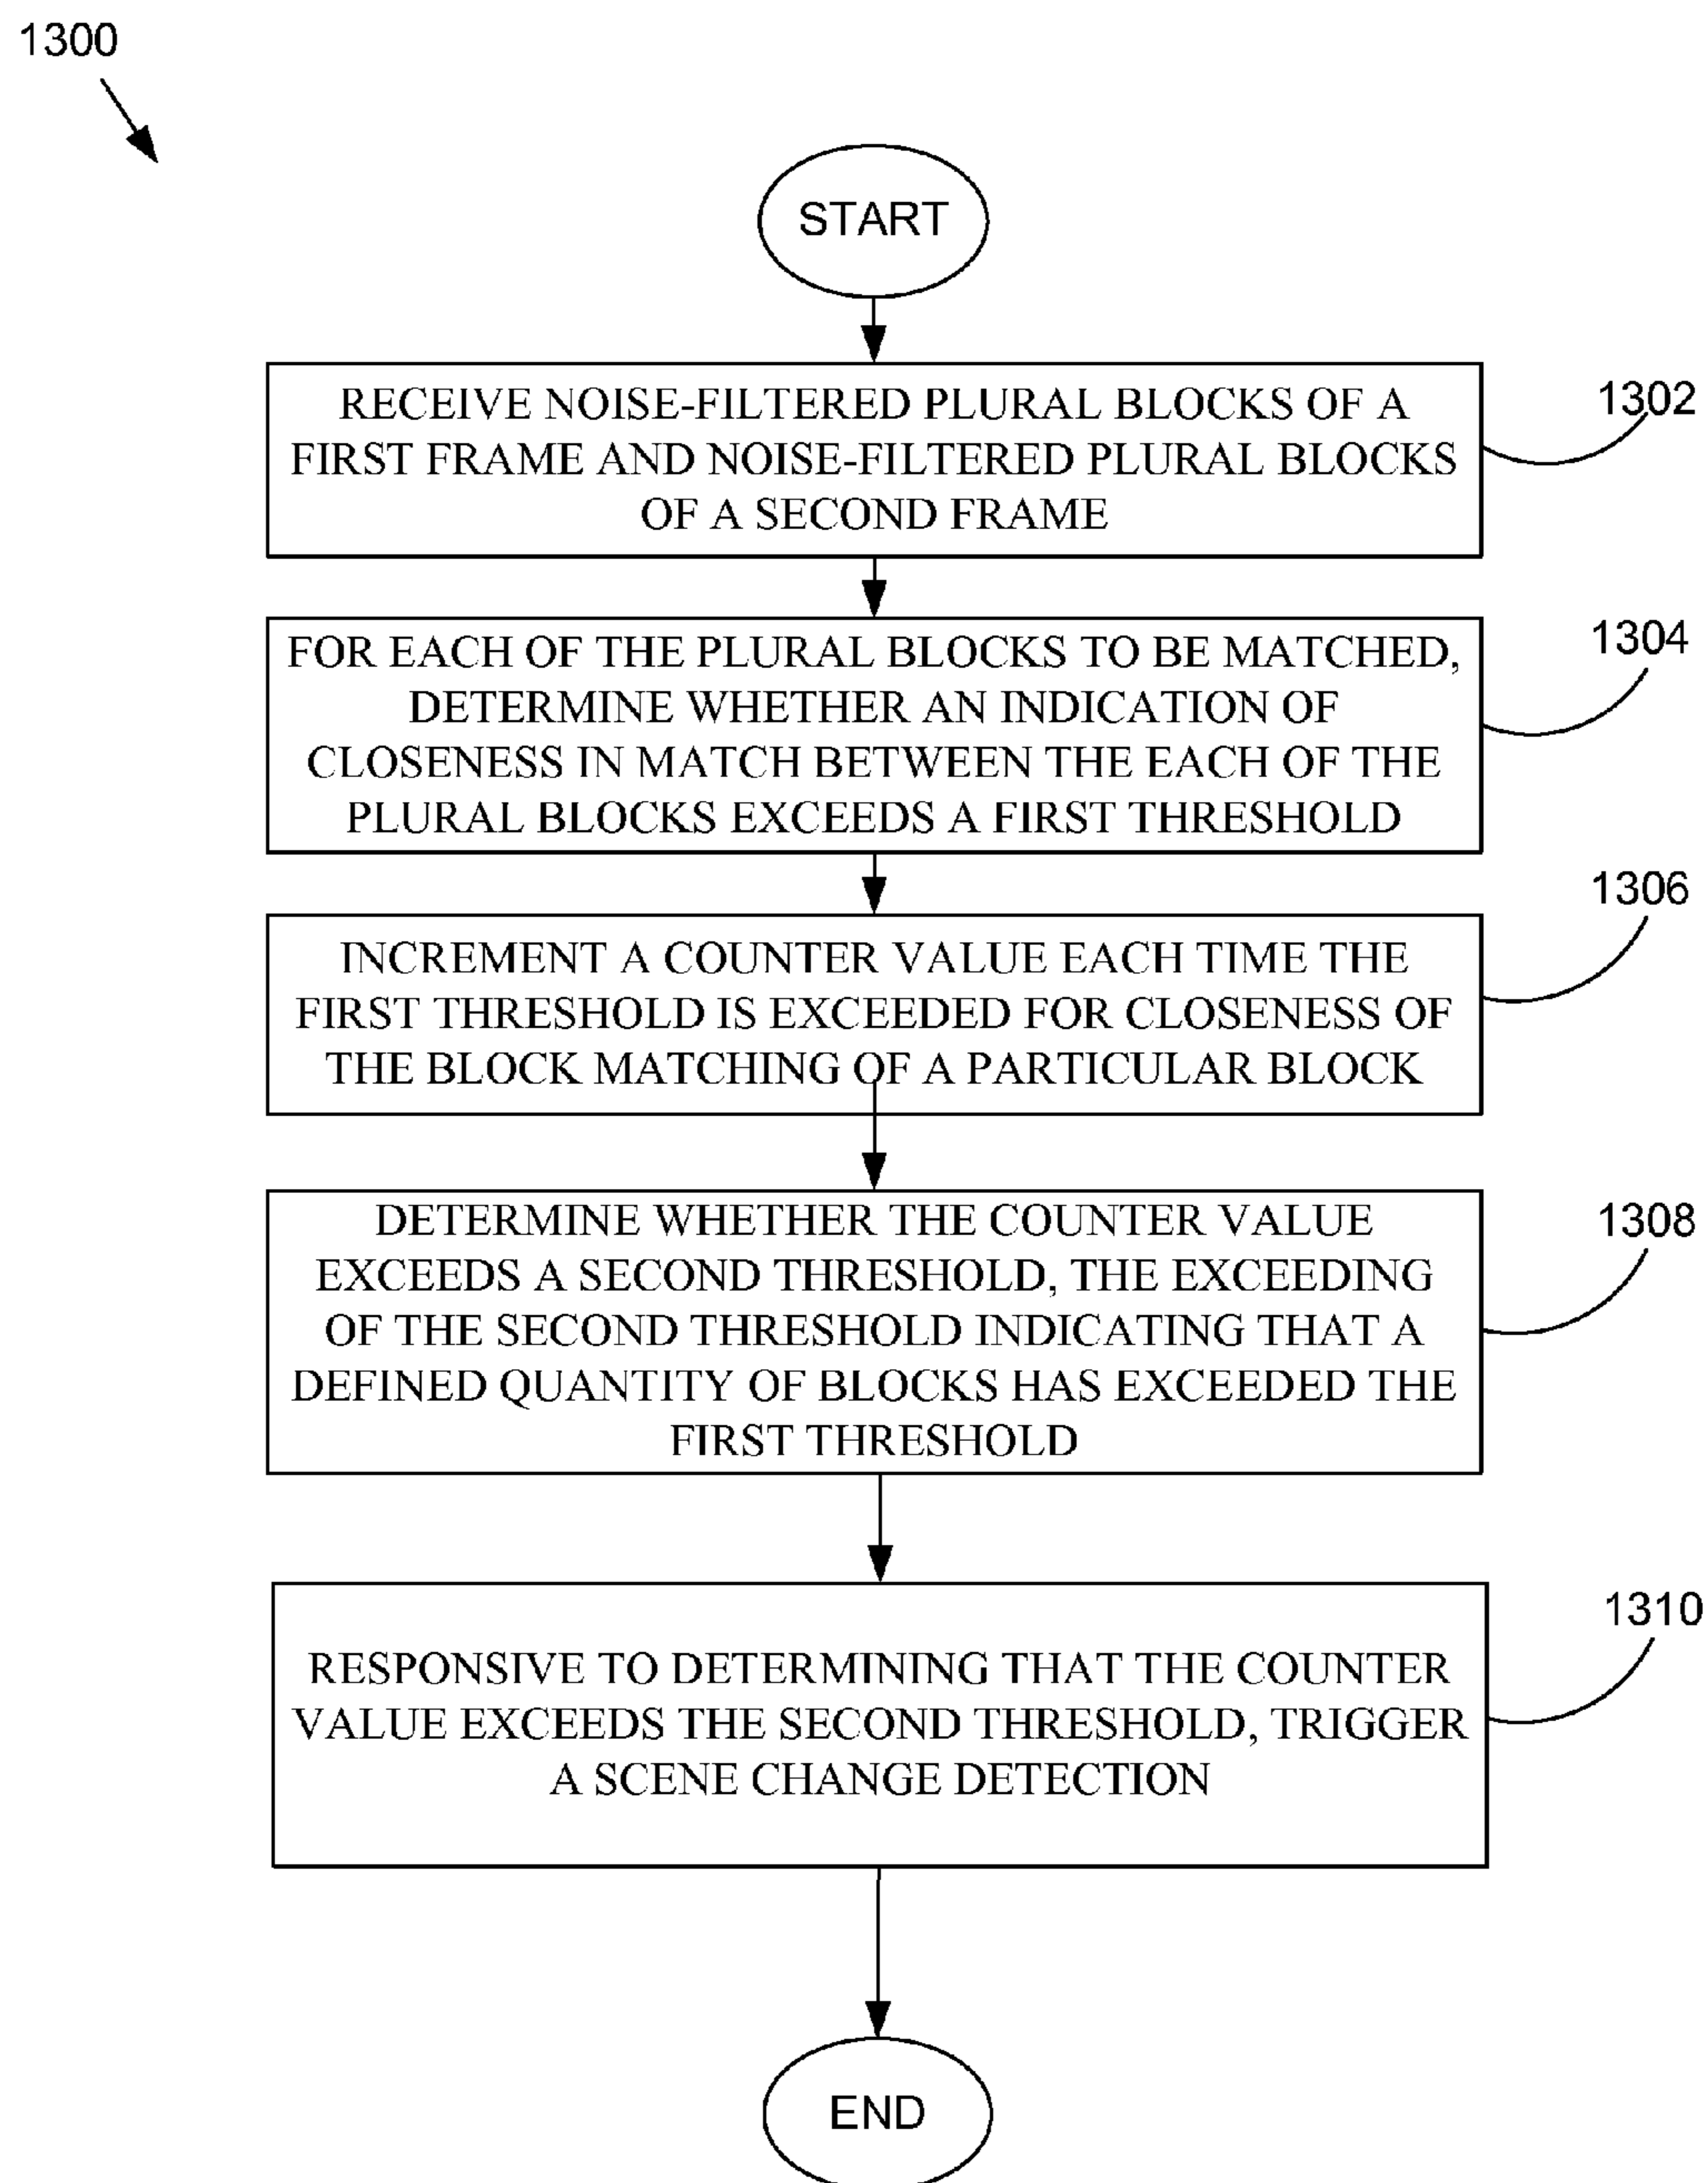 1300
START
RECEIVE NOISE-FILTERED PLURAL BLOCKS OF A
FIRST FRAME AND NOISE-FILTERED PLURAL BLOCKS
OF A SECOND FRAME
1302
FOR EACH OF THE PLURAL BLOCKS TO BE MATCHED,
DETERMINE WHETHER AN INDICATION OF
CLOSENESS IN MATCH BETWEEN THE EACH OF THE
PLURAL BLOCKS EXCEEDS A FIRST THRESHOLD
1304
INCREMENT A COUNTER VALUE EACH TIME THE
FIRST THRESHOLD IS EXCEEDED FOR CLOSENESS OF
THE BLOCK MATCHING OF A PARTICULAR BLOCK
1306
DETERMINE WHETHER THE COUNTER VALUE
EXCEEDS A SECOND THRESHOLD, THE EXCEEDING
OF THE SECOND THRESHOLD INDICATING THAT A
DEFINED QUANTITY OF BLOCKS HAS EXCEEDED THE
FIRST THRESHOLD
1308
RESPONSIVE TO DETERMINING THAT THE COUNTER
VALUE EXCEEDS THE SECOND THRESHOLD, TRIGGER
A SCENE CHANGE DETECTION
1310
END